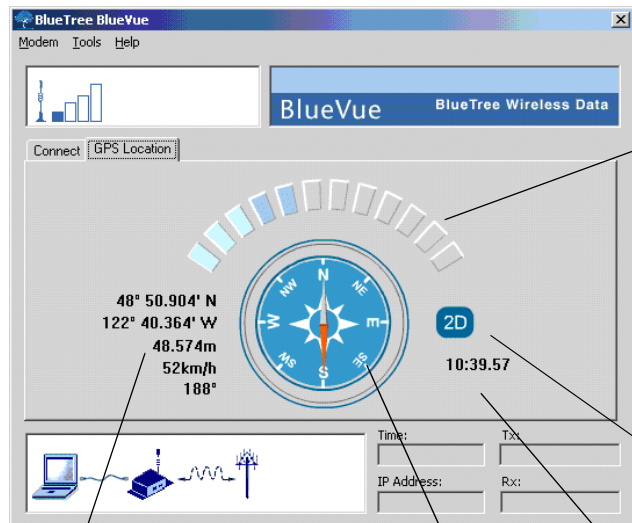 BlueTree BlueVue
Modem Tools Help
BlueVue BlueTree Wireless Data
Connect GPS Location
N
NE
E
SE
S
SW
W
NW
48° 50.904' N
122° 40.364' W
48.574m
52km/h
188°
2D
10:39.57
Time: Tx:
IP Address: Rx: